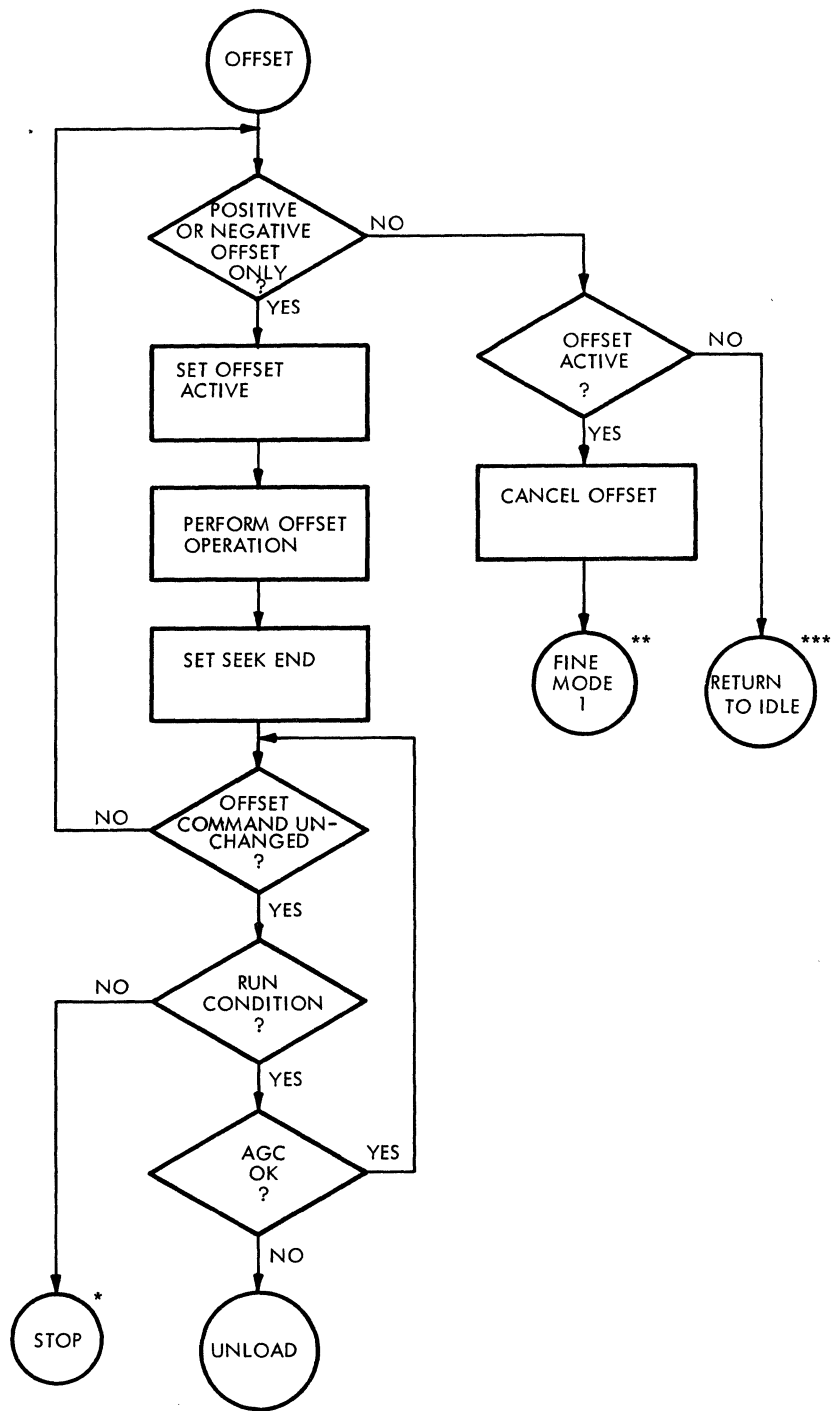 OFFSET
POSITIVE
OR NEGATIVE
OFFSET
ONLY
?
NO
YES
SET OFFSET
ACTIVE
OFFSET
ACTIVE
?
NO
YES
CANCEL OFFSET
PERFORM OFFSET
OPERATION
SET SEEK END
**
FINE
MODE
1
***
RETURN
TO IDLE
OFFSET
COMMAND UN-
CHANGED
?
NO
YES
RUN
CONDITION
?
NO
YES
AGC
OK
?
YES
NO
*
STOP
UNLOAD